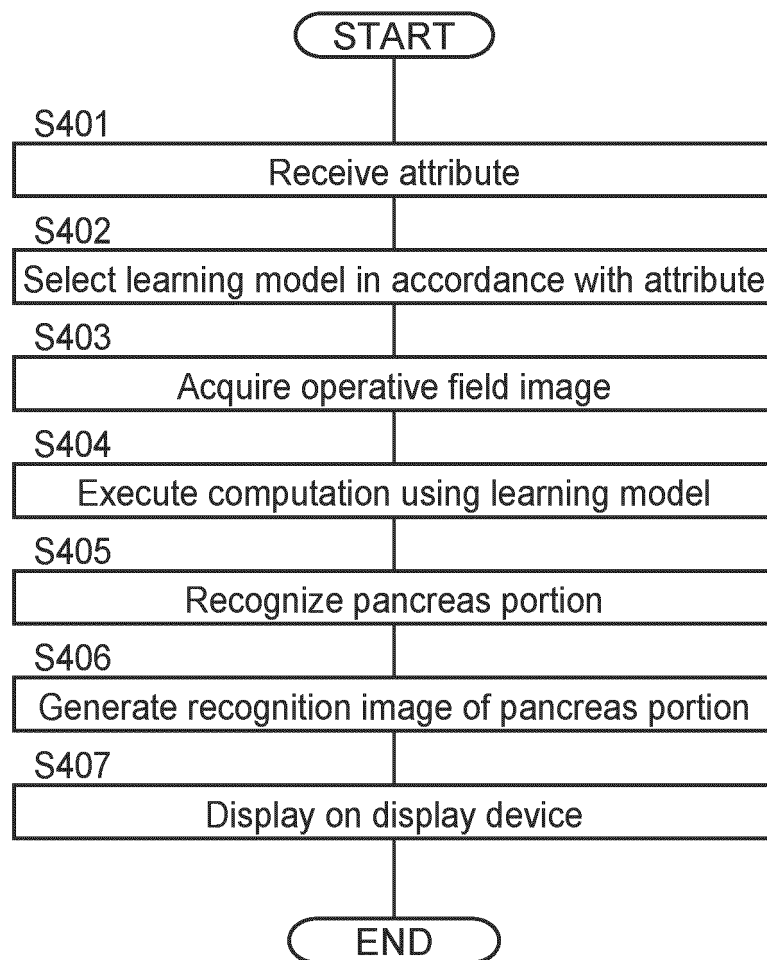 START
S401
Receive attribute
S402
Select learning model in accordance with attribute
S403
Acquire operative field image
S404
Execute computation using learning model
S405
Recognize pancreas portion
S406
Generate recognition image of pancreas portion
S407
Display on display device
END